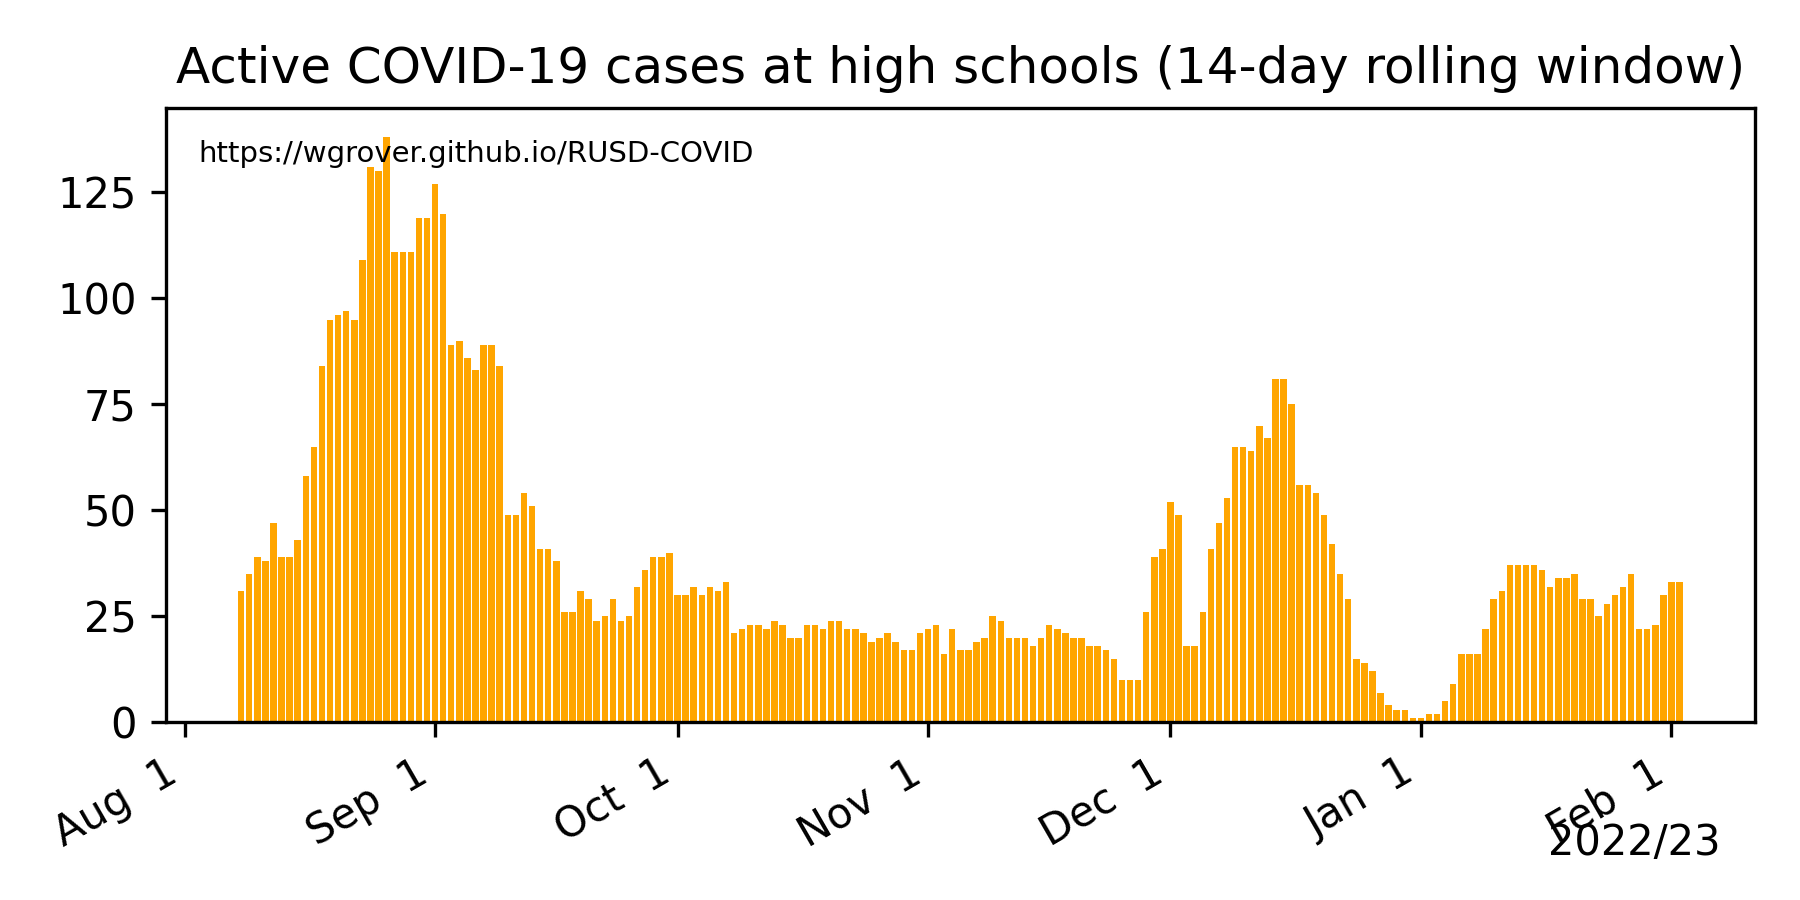 Active COVID-19 cases at high schools (14-day rolling window)
https://wgrover.github.io/RUSD-COVID
125
100
75
50
25
0
Aug 1
Sep 1
Oct 1
Nov 1
Dec 1
Jan 1
Feb 1
2022/23